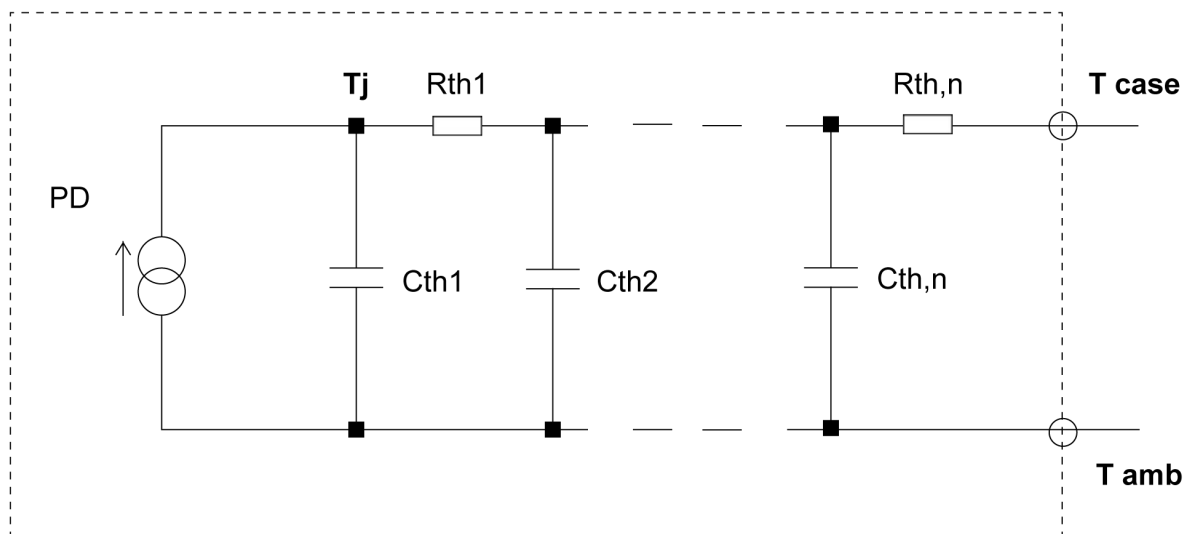 Tj
Rth1
Rth,n
T case
PD
Cth1
Cth2
Cth,n
T amb